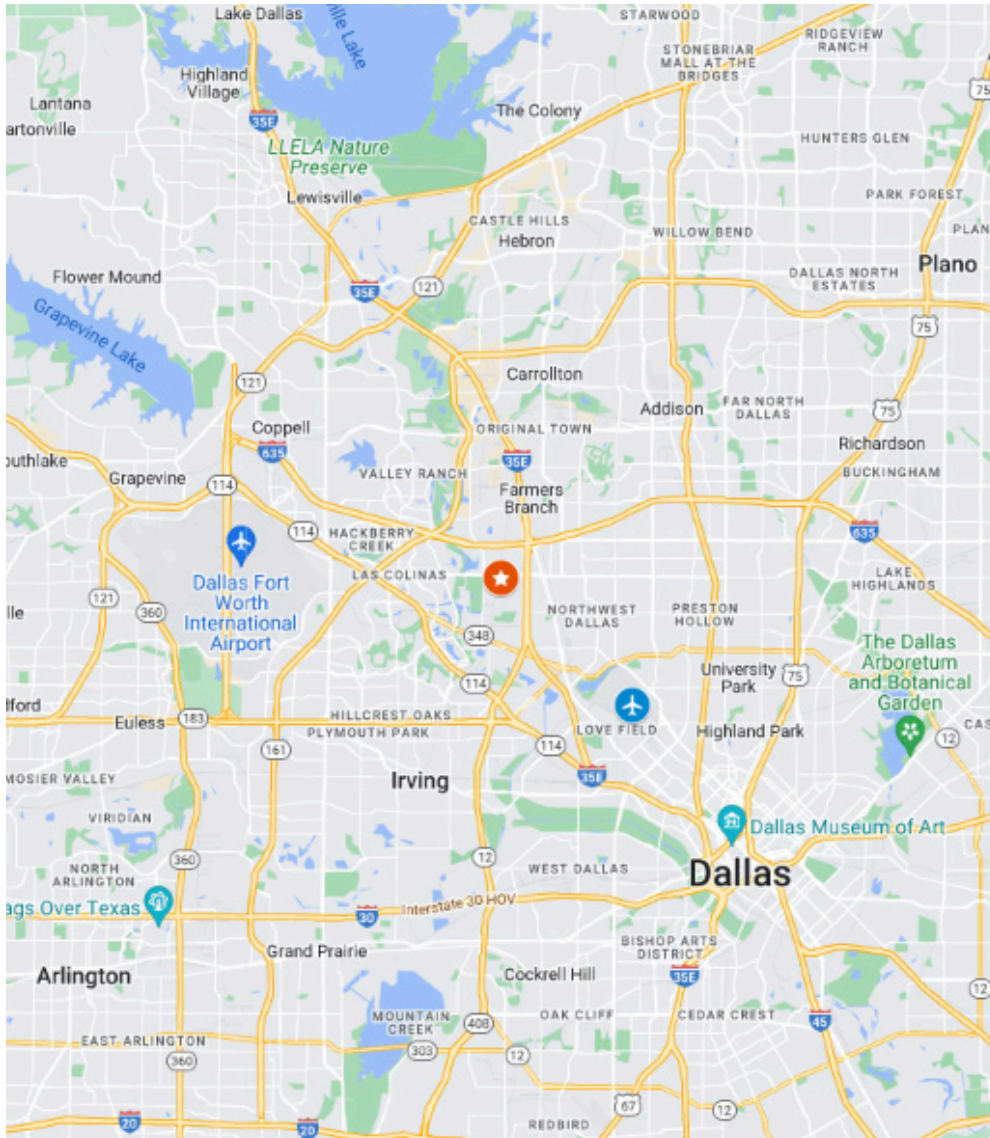 Lake Dallas
ville Lake
STARWOOD
RIDGEVIEW
RANCH
STONEBRIAR
MALL AT THE
BRIDGES
Highland
Village
75
Lantana
artonville
35E
The Colony
HUNTERS GLEN
LLELA Nature
Preserve
Lewisville
PARK FOREST
CASTLE HILLS
Hebron
WILLOW BEND
PLAN
Plano
Flower Mound
DALLAS NORTH
ESTATES
121
35E
Grapevine Lake
75
121
Carrollton
Addison
FAR NORTH
DALLAS
75
Coppell
ORIGINAL TOWN
Richardson
635
35E
outhlake
Grapevine
VALLEY RANCH
BUCKINGHAM
114
Farmers
Branch
114
HACKBERRY
CREEK
635
Dallas Fort
Worth
International
Airport
LAS COLINAS
LAKE
HIGHLANDS
121
360
lle
NORTHWEST
DALLAS
PRESTON
HOLLOW
348
The Dallas
Arboretum
and Botanical
Garden
University
Park
75
114
dford
Euless
183
HILLCREST OAKS
PLYMOUTH PARK
LOVE FIELD
Highland Park
CAS
12
161
114
35E
MOSIER VALLEY
Irving
VIRIDIAN
Dallas Museum of Art
360
12
NORTH
ARLINGTON
WEST DALLAS
Dallas
ags Over Texas
30
Interstate 30 HOV
Grand Prairie
BISHOP ARTS
DISTRICT
Arlington
Cockrell Hill
35E
12
MOUNTAIN
CREEK
408
OAK CLIFF
CEDAR CREST
45
EAST ARLINGTON
360
303
12
67
12
20
20
REDBIRD